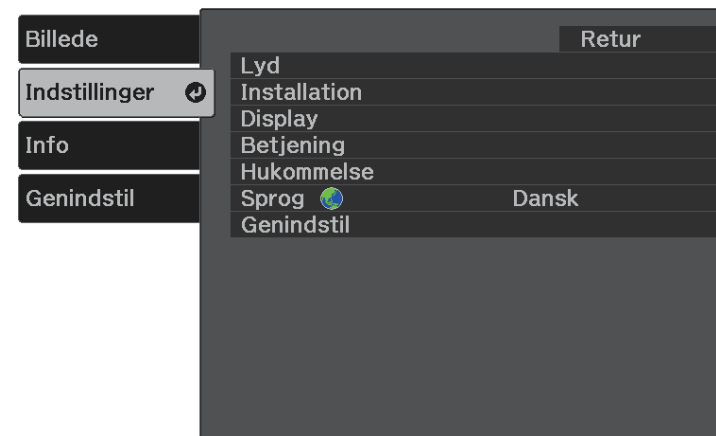 Billede
Indstillinger
Info
Genindstil
Retur
Lyd
Installation
Display
Betjening
Hukommelse
Sprog Dansk
Genindstil